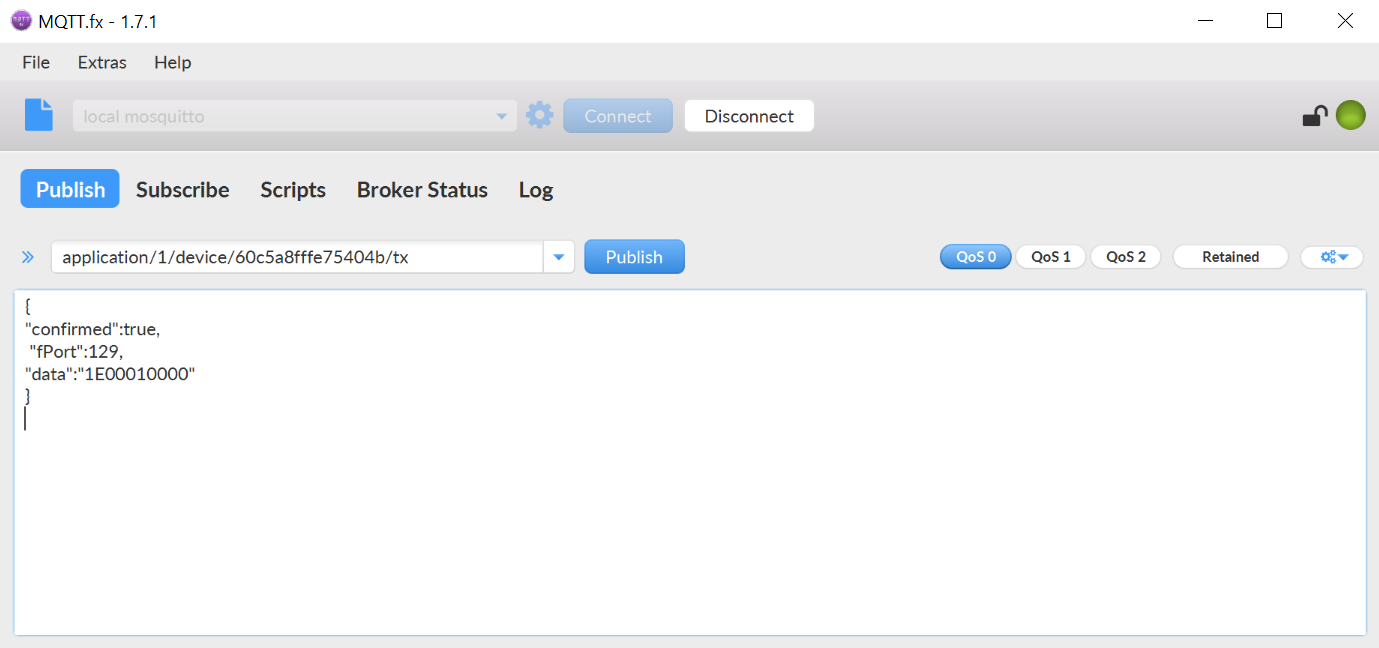 MQTT.fx - 1.7.1
File Extras Help
local mosquitto Connect Disconnect
Publish Subscribe Scripts Broker Status Log
application/1/device/60c5a8fffe75404b/tx Publish QoS 0 QoS 1 QoS 2 Retained
{
"confirmed":true,
 "fPort":129,
"data":"1E00010000"
}